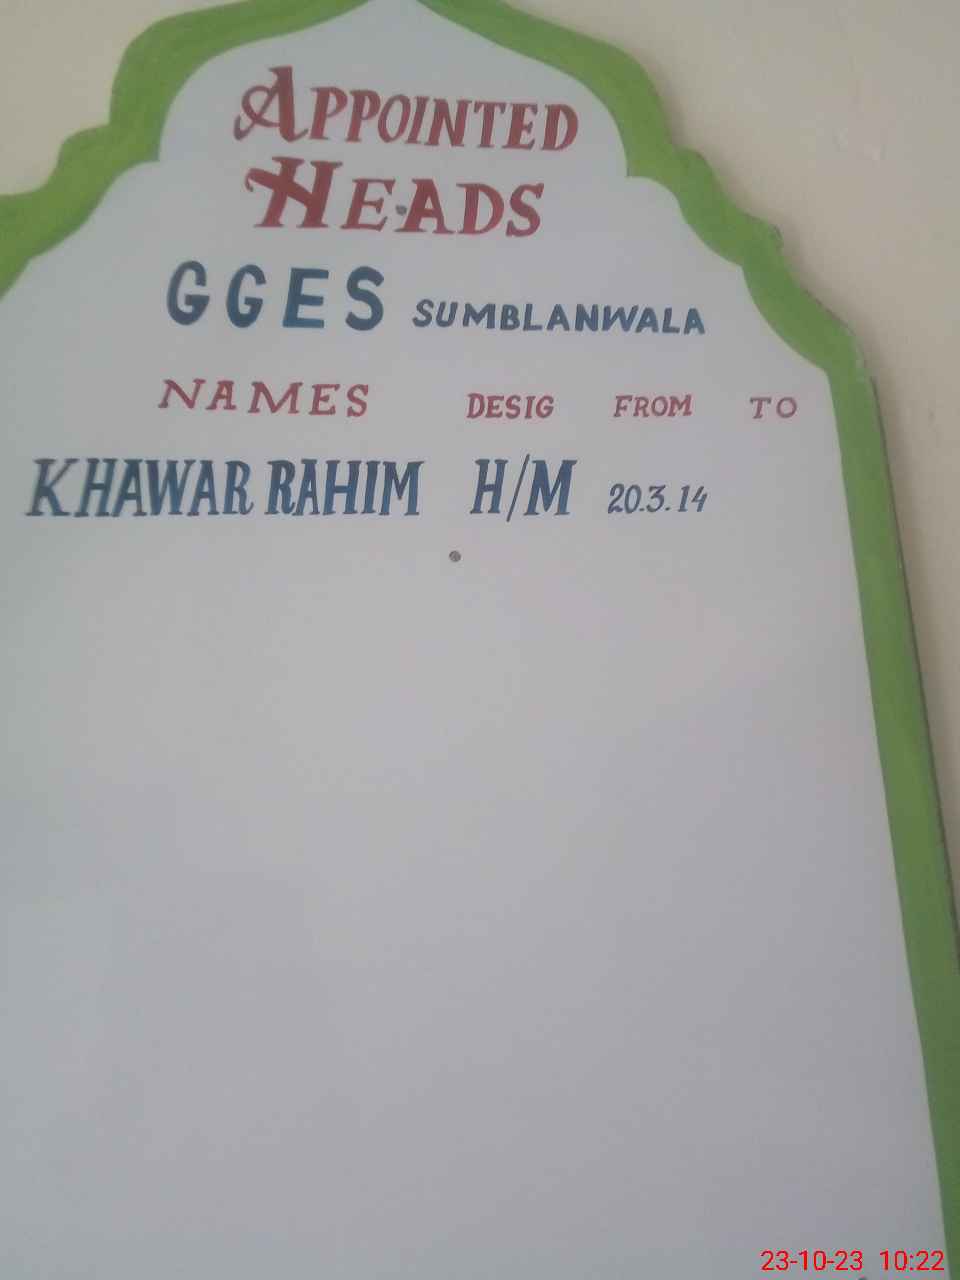 APPOINTED
HEADS
GGES SUMBLANWALA
NAMES DESIG FROM TO
KHAWAR RAHIM H/M 20.3.14
23-10-23 10:22